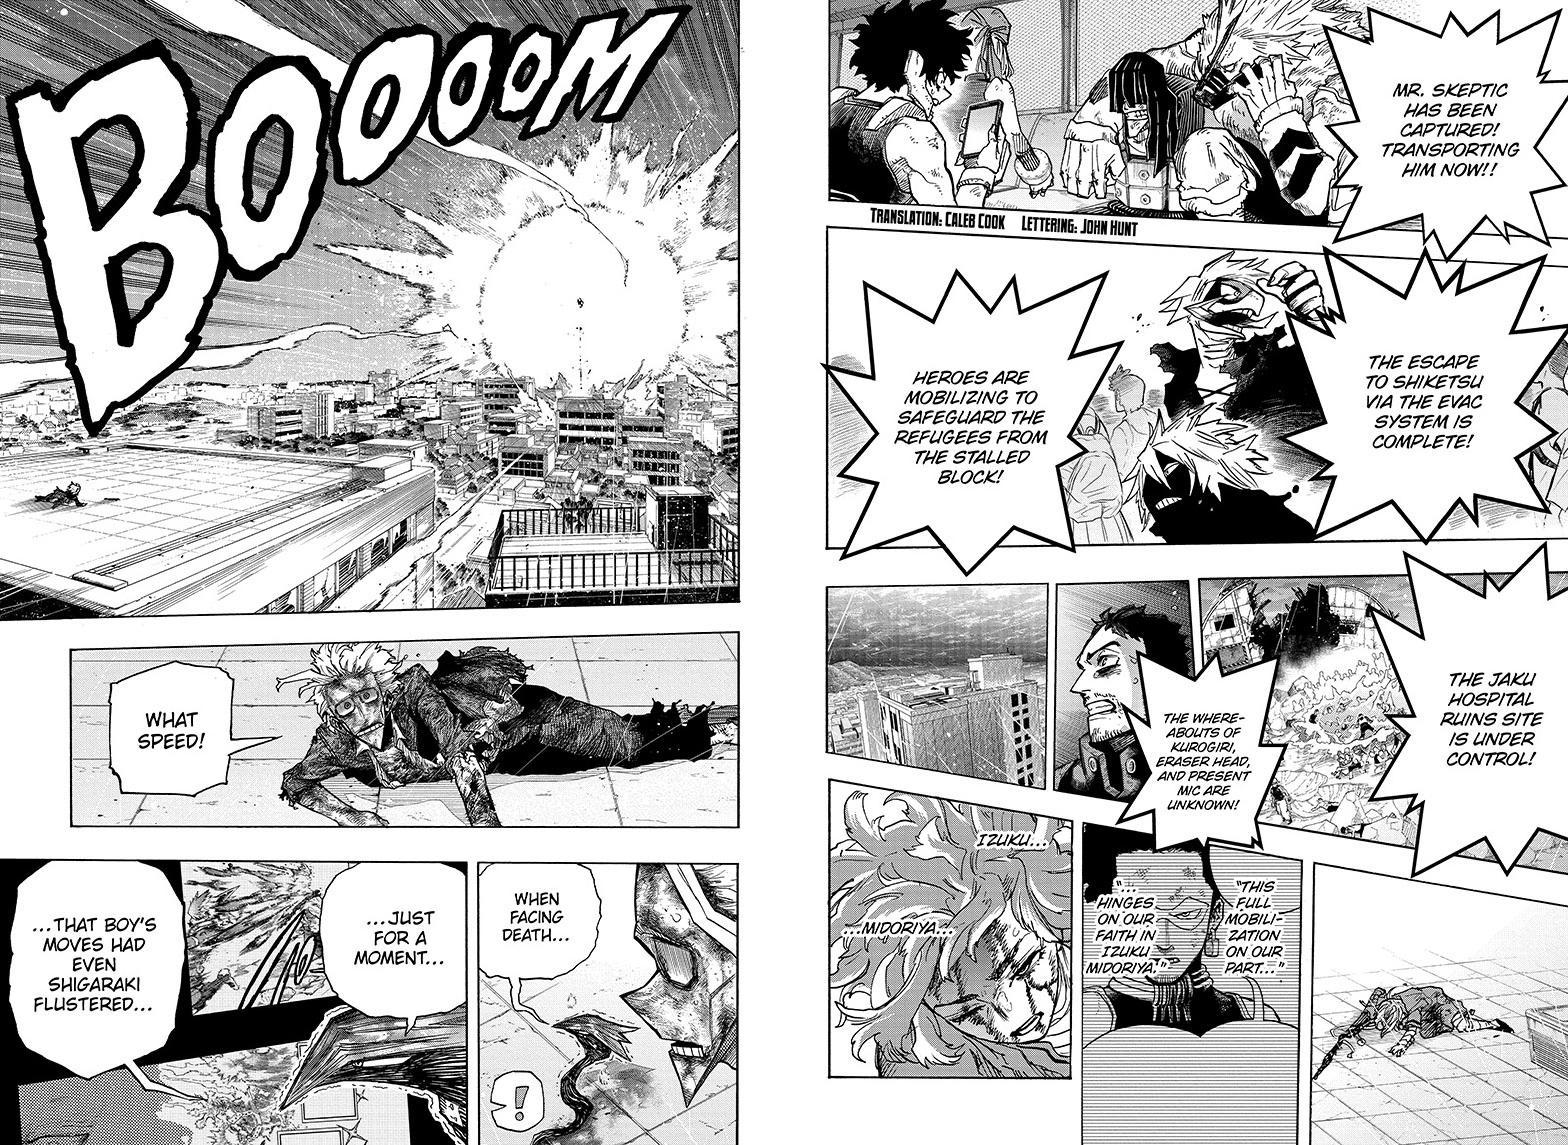 MR. SKEPTIC
HAS BEEN
CAPTURED!
TRANSPORTING
HIM NOW!!
TRANSLATION: CALEB COOK LETTERING: JOHN HUNT
THE ESCAPE
TO SHIKETSU
VIA THE EVAC
SYSTEM IS
COMPLETE!
HEROES ARE
MOBILIZING TO
SAFEGUARD THE
REFUGEES FROM
THE STALLED
BLOCK!
THE JAKU
HOSPITAL
RUINS SITE
IS UNDER
CONTROL!
THE WHERE-
ABOUTS OF
KUROGIRI,
ERASER HEAD,
AND PRESENT
MIC ARE
UNKNOWN!
"THIS
FULL
MOBILI-
ZATION
ON OUR
PART..."
"...
HINGES
ON OUR
FAITH IN
IZUKU
MIDORIYA."
IZUKU...
...MIDORIYA...
BOOOOOM
WHAT
SPEED!
WHEN
FACING
DEATH...
!
...JUST
FOR A
MOMENT...
...THAT BOY'S
MOVES HAD
EVEN
SHIGARAKI
FLUSTERED...